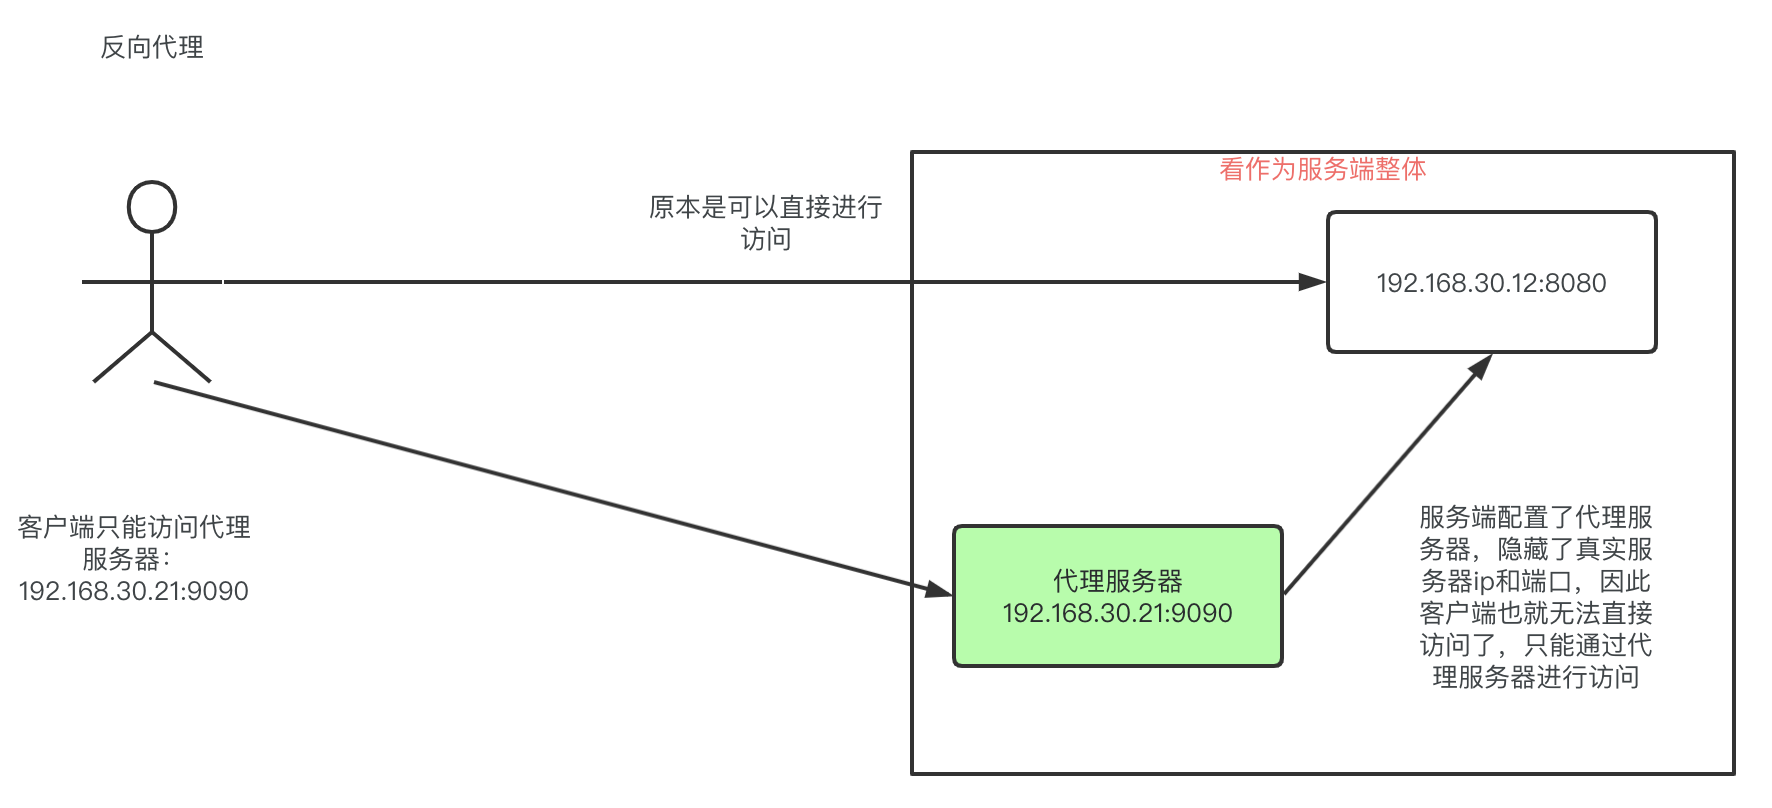 反向代理
看作为服务端整体
原本是可以直接进行
访问
192.168.30.12:8080
客户端只能访问代理
服务器：
192.168.30.21:9090
代理服务器
192.168.30.21:9090
服务端配置了代理服
务器，隐藏了真实服
务器ip和端口，因此
客户端也就无法直接
访问了，只能通过代
理服务器进行访问